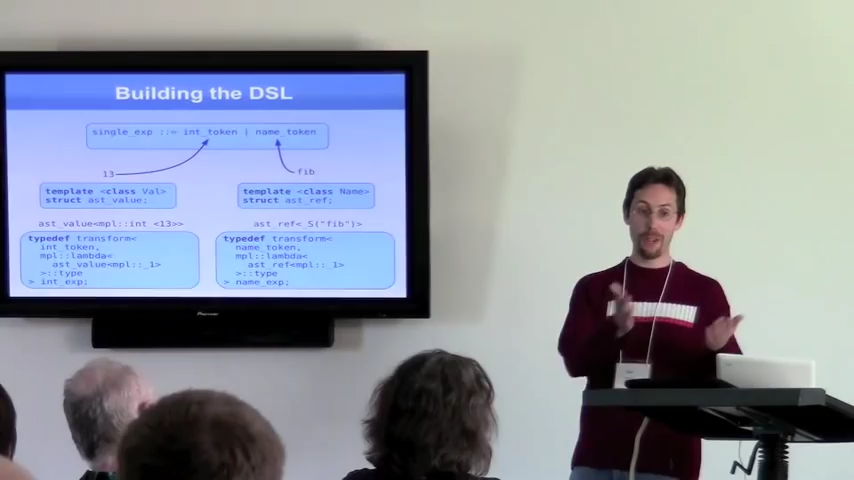 Building the DSL
single_exp ::= int_token | name_token
13
fib
template <class Val>
struct ast_value;
template <class Name>
struct ast_ref;
ast_value<mpl::int_<13>>
ast_ref<_S("fib")>
typedef transform<
int_token,
mpl::lambda<
ast_value<mpl::_1>
>::type
> int_exp;
typedef transform<
name_token,
mpl::lambda<
ast_ref<mpl::_1>
>::type
> name_exp;
Pioneer